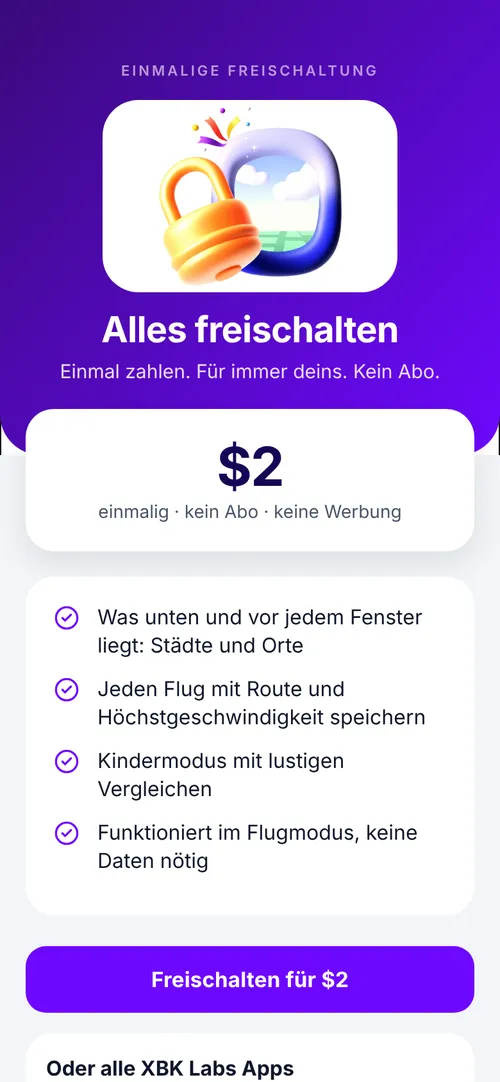 EINMALIGE FREISCHALTUNG
Alles freischalten
Einmal zahlen. Für immer deins. Kein Abo.
$2
einmalig · kein Abo · keine Werbung
Was unten und vor jedem Fenster
liegt: Städte und Orte
Jeden Flug mit Route und
Höchstgeschwindigkeit speichern
Kindermodus mit lustigen
Vergleichen
Funktioniert im Flugmodus, keine
Daten nötig
Freischalten für $2
Oder alle XBK Labs Apps